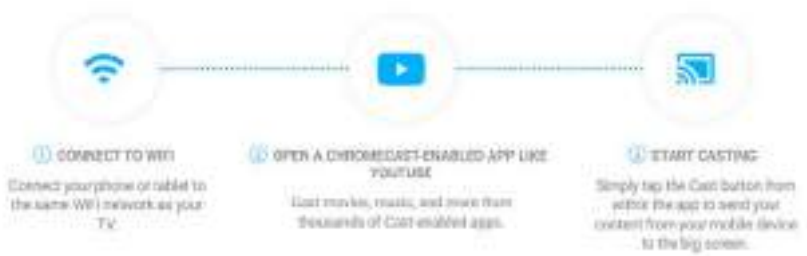 ① CONNECT TO WIFI
Connect your phone or tablet to
the same WiFi network as your
TV.
② OPEN A CHROMECAST-ENABLED APP LIKE
YOUTUBE
Cast movies, music, and more from
thousands of Cast-enabled apps.
③ START CASTING
Simply tap the Cast button from
within the app to send your
content from your mobile device
to the big screen.